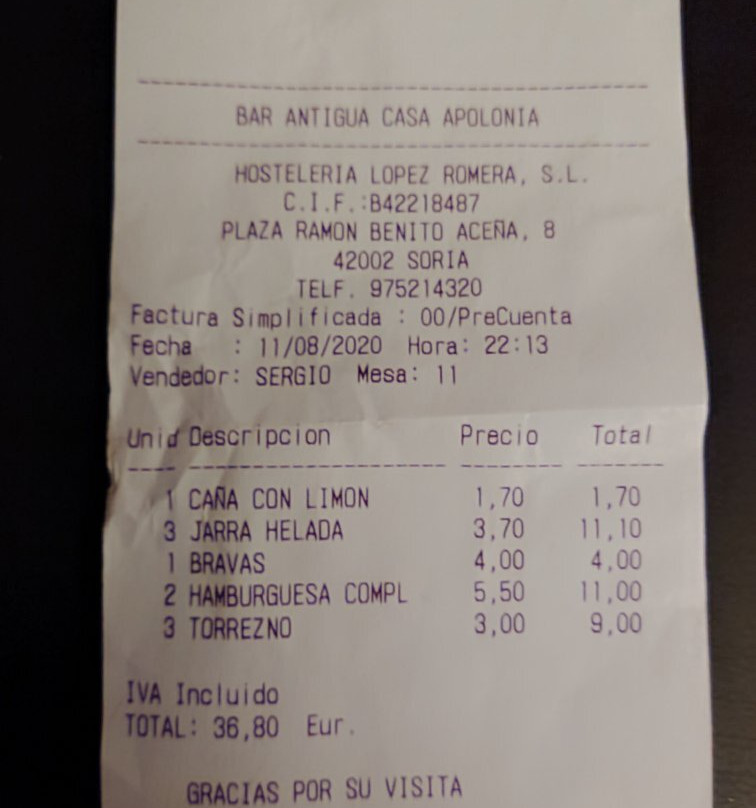 BAR ANTIGUA CASA APOLONIA
HOSTELERIA LOPEZ ROMERA, S.L.
C.I.F.:B42218487
PLAZA RAMON BENITO ACEÑA, 8
42002 SORIA
TELF. 975214320
Factura Simplificada : 00/PreCuenta
Fecha : 11/08/2020 Hora: 22:13
Vendedor: SERGIO Mesa: 11
Unid Descripcion Precio Total
1 CAÑA CON LIMON 1,70 1,70
3 JARRA HELADA 3,70 11,10
1 BRAVAS 4,00 4,00
2 HAMBURGUESA COMPL 5,50 11,00
3 TORREZNO 3,00 9,00
IVA Incluido
TOTAL: 36,80 Eur.
GRACIAS POR SU VISITA